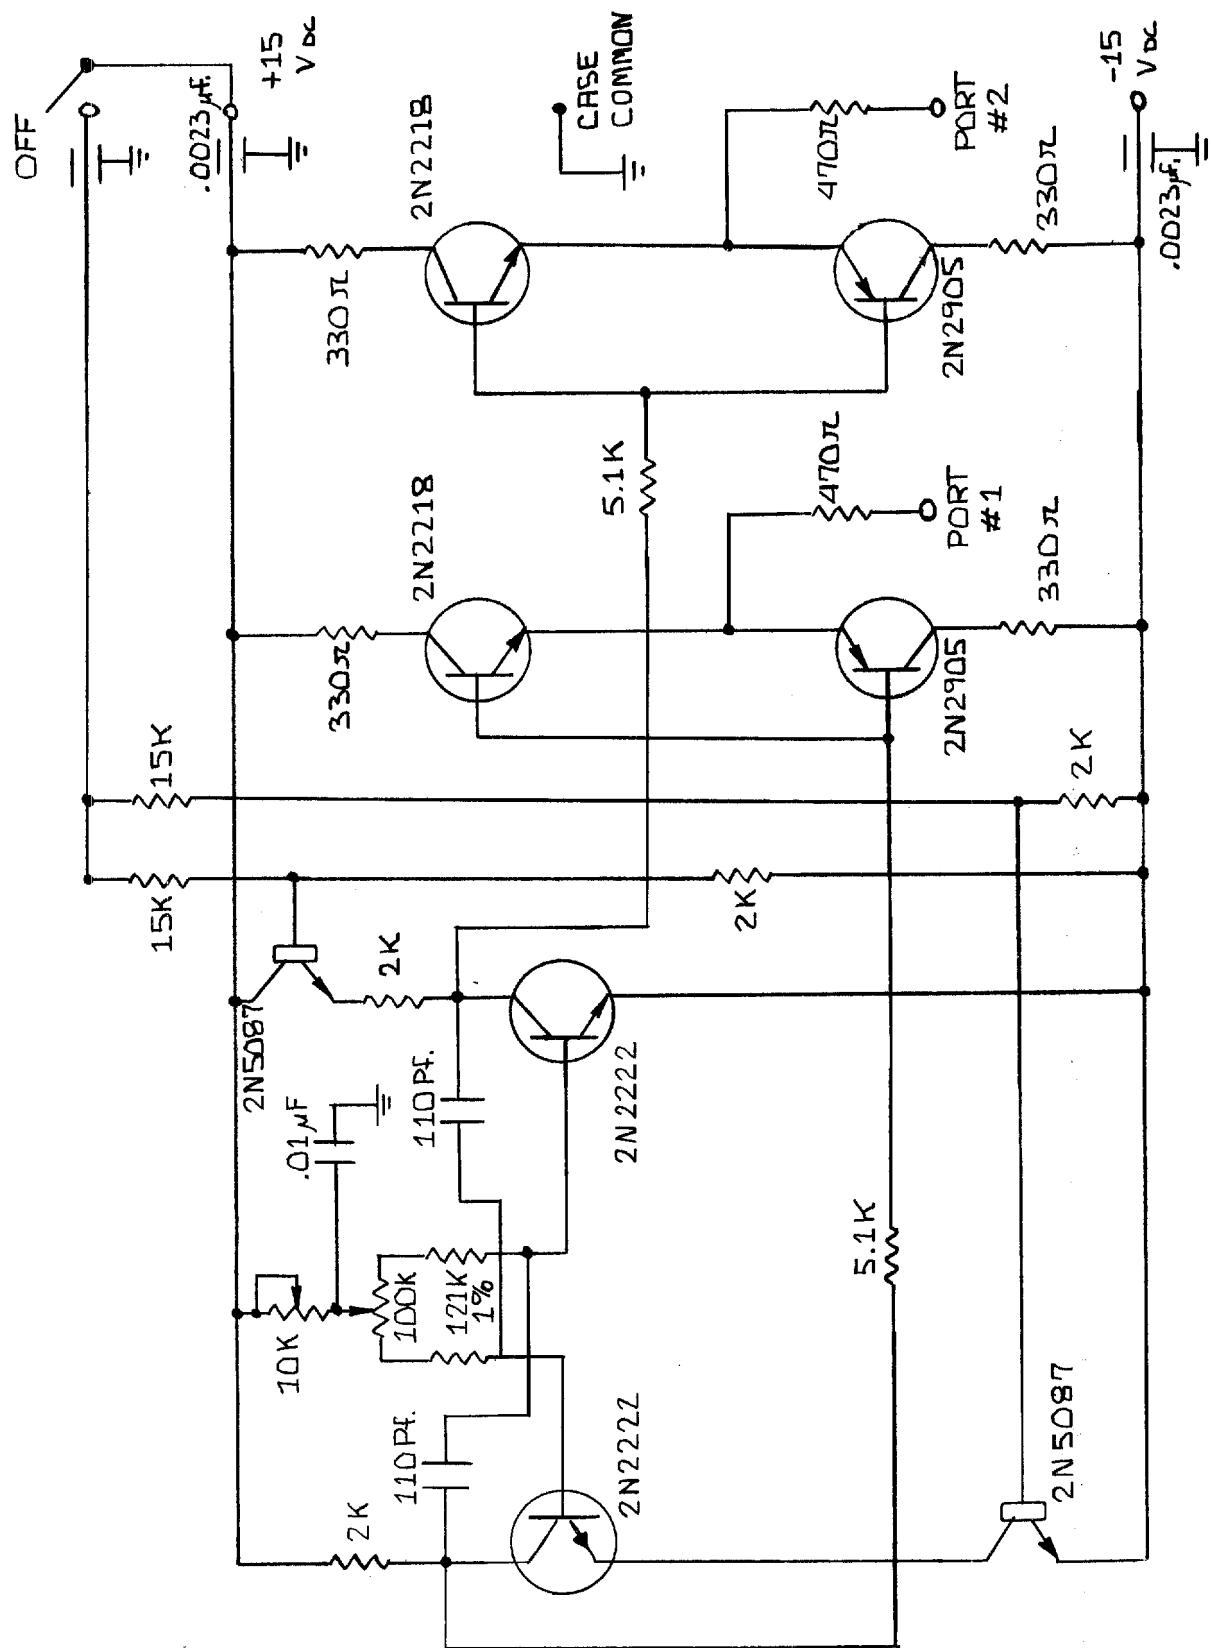 OFF
.0023μf.
+15
VDC
2N2218
330Ω
CASE
COMMON
470Ω
PORT
#2
-15
VDC
.0023μf.
330Ω
2N2905
5.1K
2N2218
330Ω
470Ω
PORT
#1
330Ω
2N2905
15K
2K
15K
2K
2N5087
2K
.01μF
110Pf.
2N2222
10K
100K
121K
1%
5.1K
110Pf.
2K
2N2222
2N5087